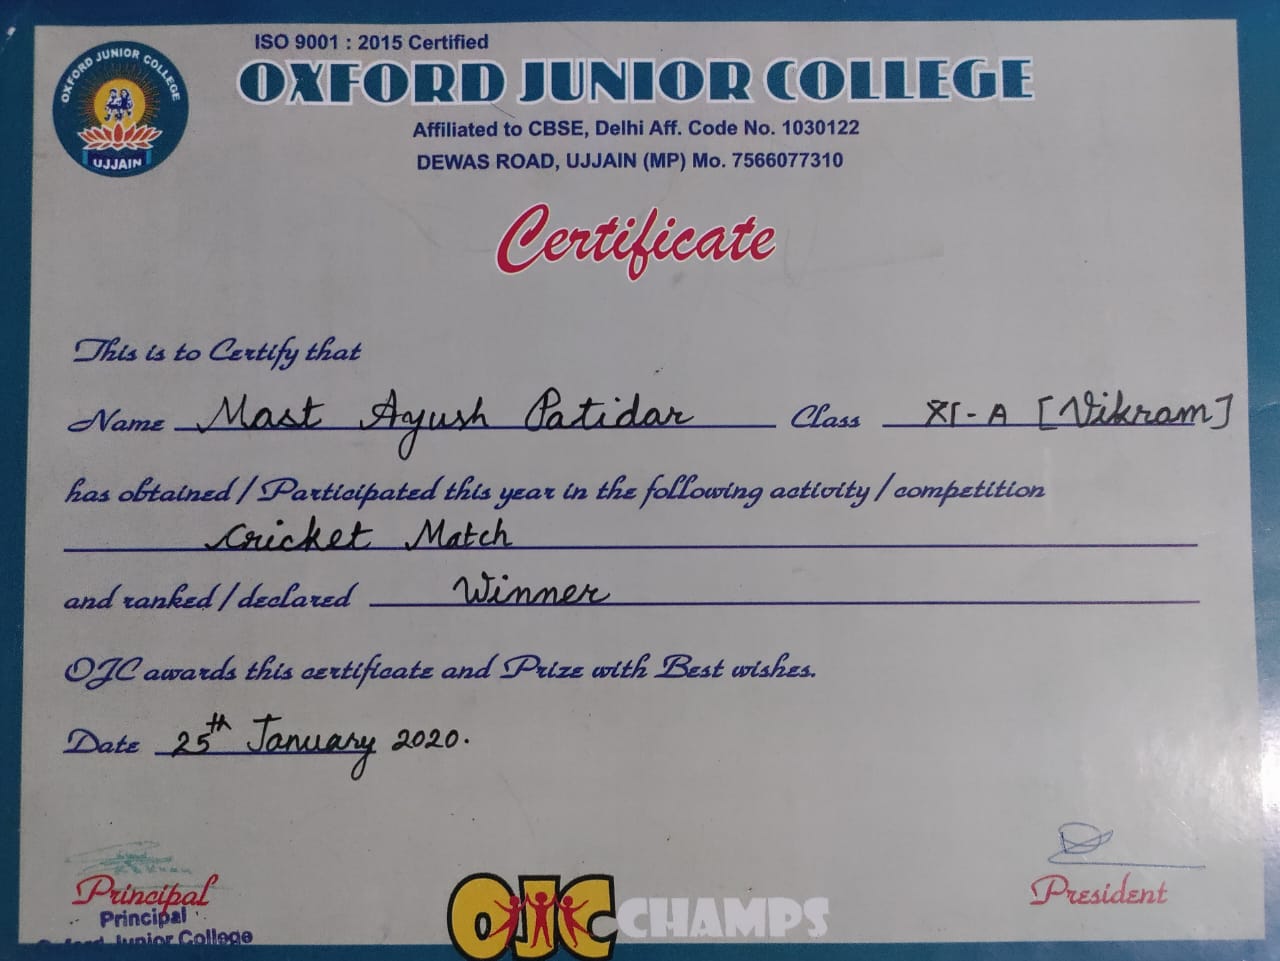 ISO 9001 : 2015 Certified
OXFORD JUNIOR COLLEGE
Affiliated to CBSE, Delhi Aff. Code No. 1030122
DEWAS ROAD, UJJAIN (MP) Mo. 7566077310
OXFORD JUNIOR COLLEGE
UJJAIN
Certificate
This is to Certify that
Name Mast Ayush Patidar Class XI-A [Vikram]
has obtained / Participated this year in the following activity / competition
Cricket Match
and ranked / declared Winner
OJC awards this certificate and Prize with Best wishes.
Date 25th January 2020.
Principal
Principal
Oxford Junior College
President
OJC CHAMPS